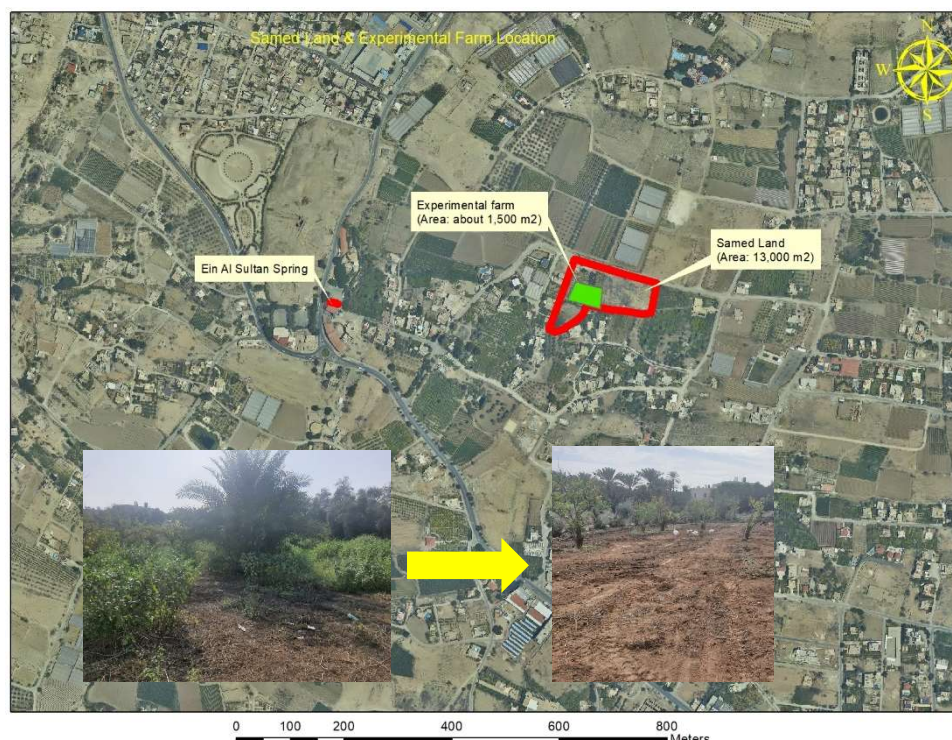 Samed Land & Experimental Farm Location
N
W
S
Experimental farm
(Area: about 1,500 m2)
Samed Land
(Area: 13,000 m2)
Ein Al Sultan Spring
0 100 200 400 600 800
Meters